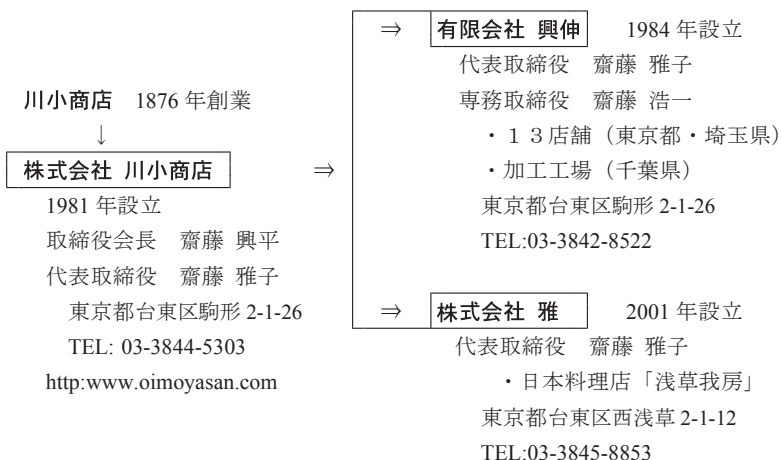 川小商店 1876 年創業
↓
株式会社 川小商店 ⇒
1981 年設立
取締役会長 齋藤 興平
代表取締役 齋藤 雅子
東京都台東区駒形 2-1-26
TEL: 03-3844-5303
http:www.oimoyasan.com
⇒ 有限会社 興伸 1984 年設立
代表取締役 齋藤 雅子
専務取締役 齋藤 浩一
・１３店舗（東京都・埼玉県）
・加工工場（千葉県）
東京都台東区駒形 2-1-26
TEL:03-3842-8522
⇒ 株式会社 雅 2001 年設立
代表取締役 齋藤 雅子
・日本料理店「浅草我房」
東京都台東区西浅草 2-1-12
TEL:03-3845-8853